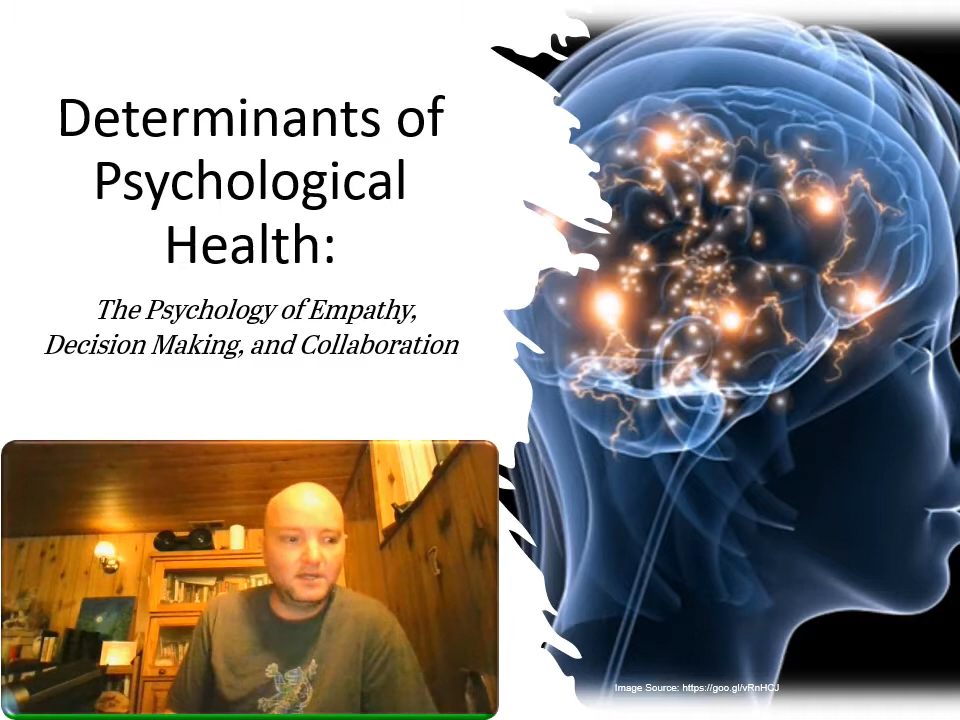 Determinants of
Psychological
Health:
The Psychology of Empathy,
Decision Making, and Collaboration
Image Source: https://goo.gl/vRnHCJ